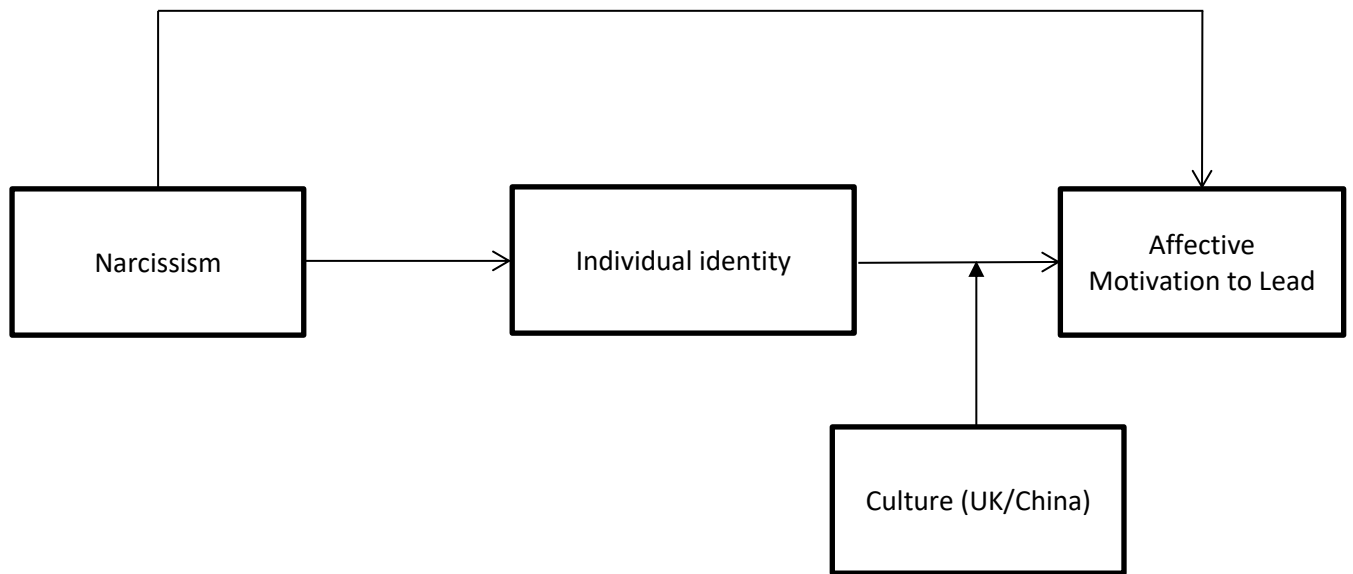 Narcissism
Individual identity
Affective
Motivation to Lead
Culture (UK/China)